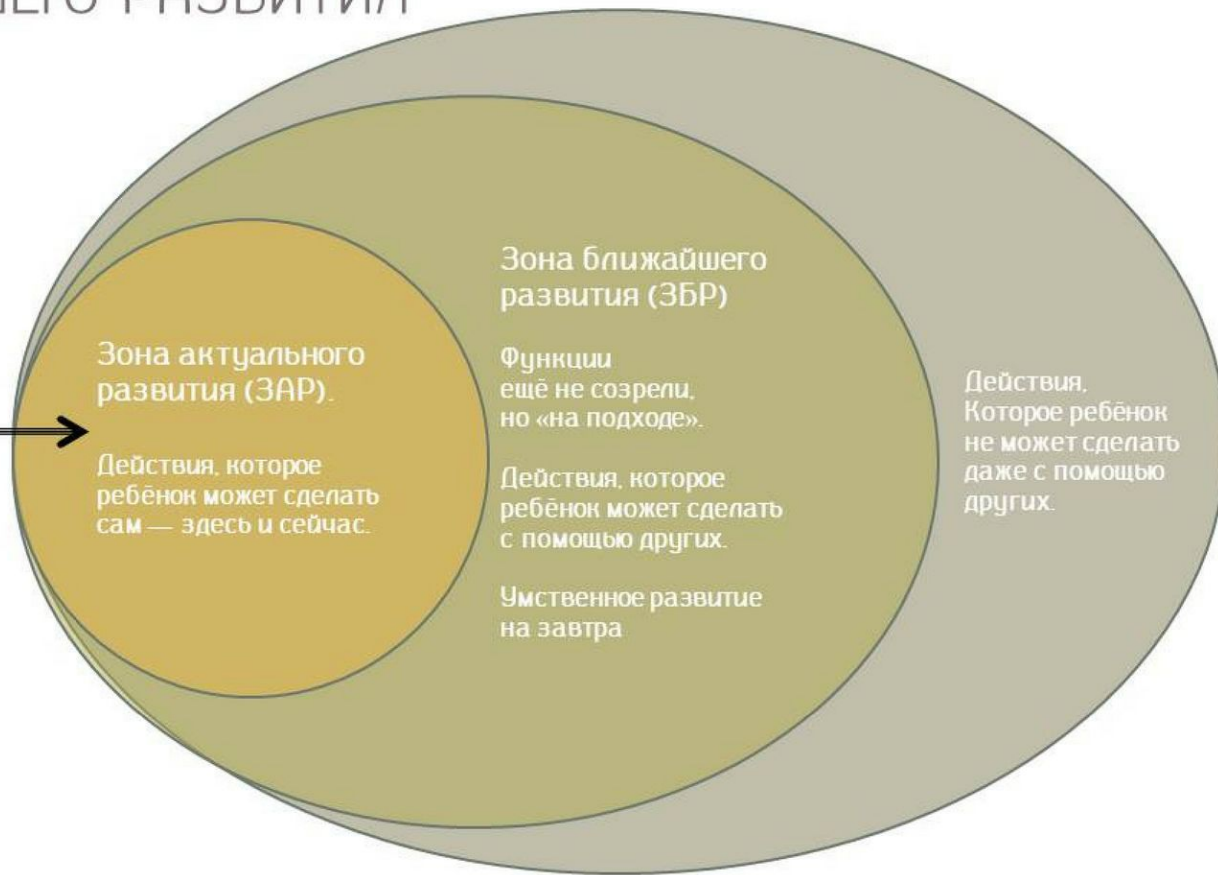 РАЗВИТИЯ
Зона актуального
развития (ЗАР).
Действия, которое
ребёнок может сделать
сам — здесь и сейчас.
Зона ближайшего
развития (ЗБР)
Функции
ещё не созрели,
но «на подходе».
Действия, которое
ребёнок может сделать
с помощью других.
Умственное развитие
на завтра
Действия,
Которое ребёнок
не может сделать
даже с помощью
других.